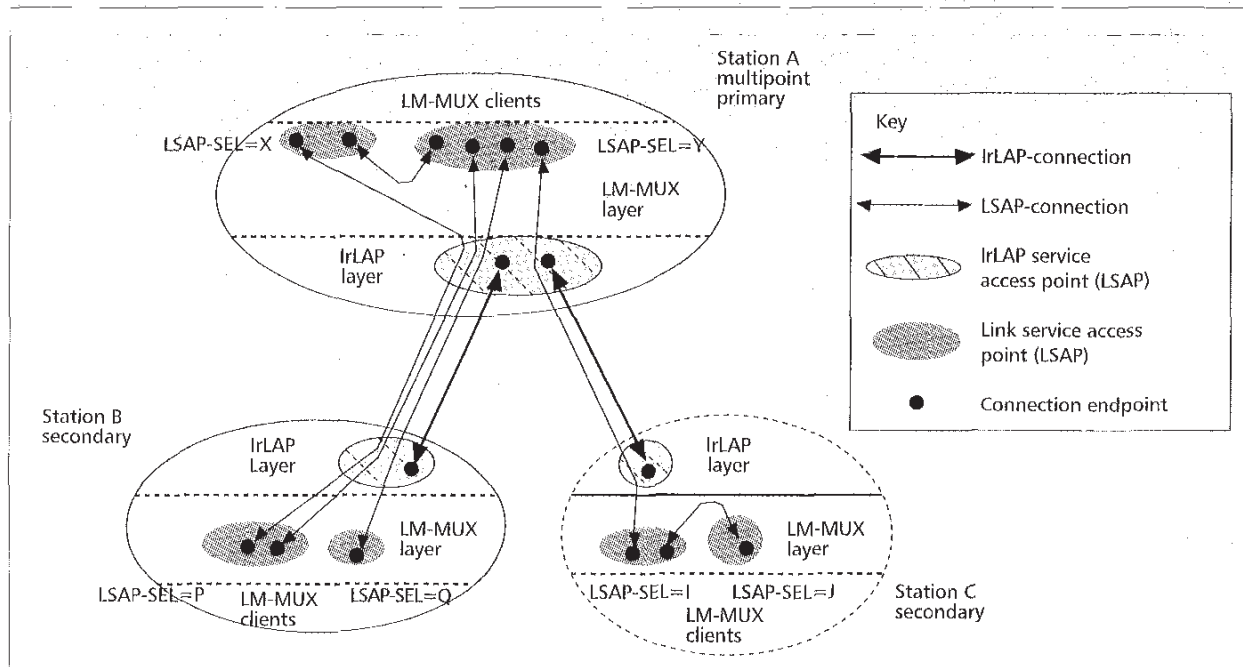 Station A
multipoint
primary
LM-MUX clients
LSAP-SEL=X
LSAP-SEL=Y
LM-MUX
layer
IrLAP
layer
Key
IrLAP-connection
LSAP-connection
IrLAP service
access point (LSAP)
Link service access
point (LSAP)
Connection endpoint
Station B
secondary
IrLAP
Layer
LM-MUX
layer
LSAP-SEL=P
LM-MUX
clients
LSAP-SEL=Q
IrLAP
layer
LM-MUX
layer
LSAP-SEL=I
LSAP-SEL=J
LM-MUX
clients
Station C
secondary